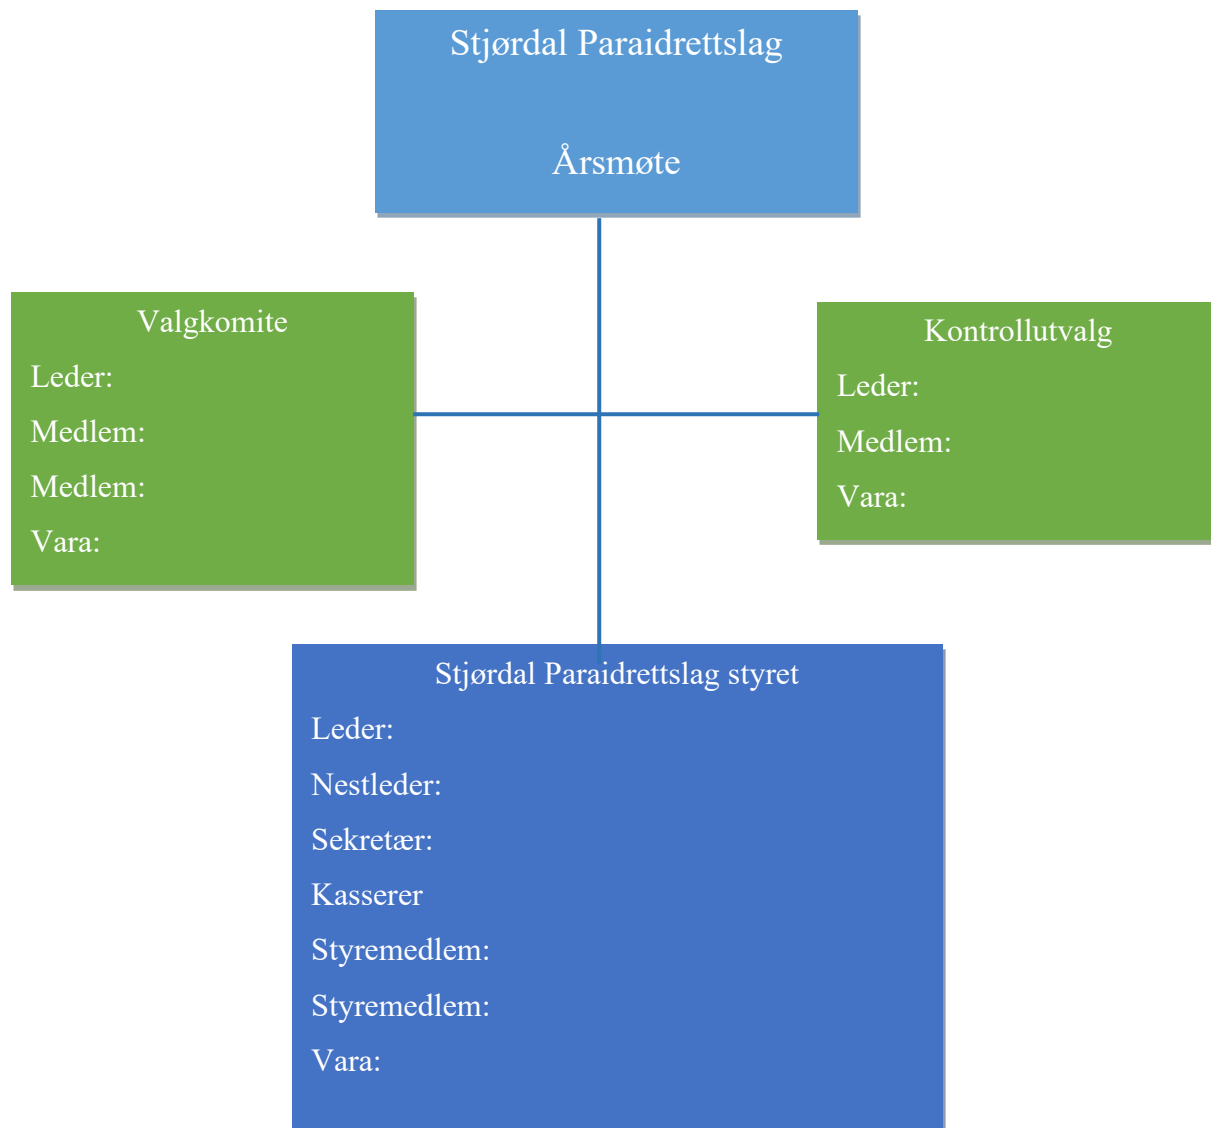 Stjørdal Paraidrettslag
Årsmøte
Valgkomite
Leder:
Medlem:
Medlem:
Vara:
Kontrollutvalg
Leder:
Medlem:
Vara:
Stjørdal Paraidrettslag styret
Leder:
Nestleder:
Sekretær:
Kasserer
Styremedlem:
Styremedlem:
Vara: